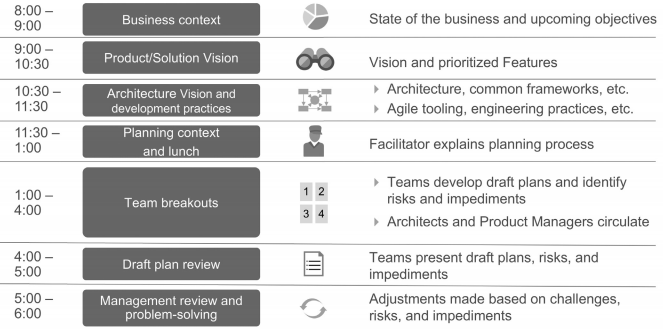 8:00 –
9:00
Business context
State of the business and upcoming objectives
9:00 –
10:30
Product/Solution Vision
Vision and prioritized Features
10:30 –
11:30
Architecture Vision and
development practices
Architecture, common frameworks, etc.
Agile tooling, engineering practices, etc.
11:30 –
1:00
Planning context
and lunch
Facilitator explains planning process
1:00 –
4:00
Team breakouts
1 2
3 4
Teams develop draft plans and identify
risks and impediments
Architects and Product Managers circulate
4:00 –
5:00
Draft plan review
Teams present draft plans, risks, and
impediments
5:00 –
6:00
Management review and
problem-solving
Adjustments made based on challenges,
risks, and impediments